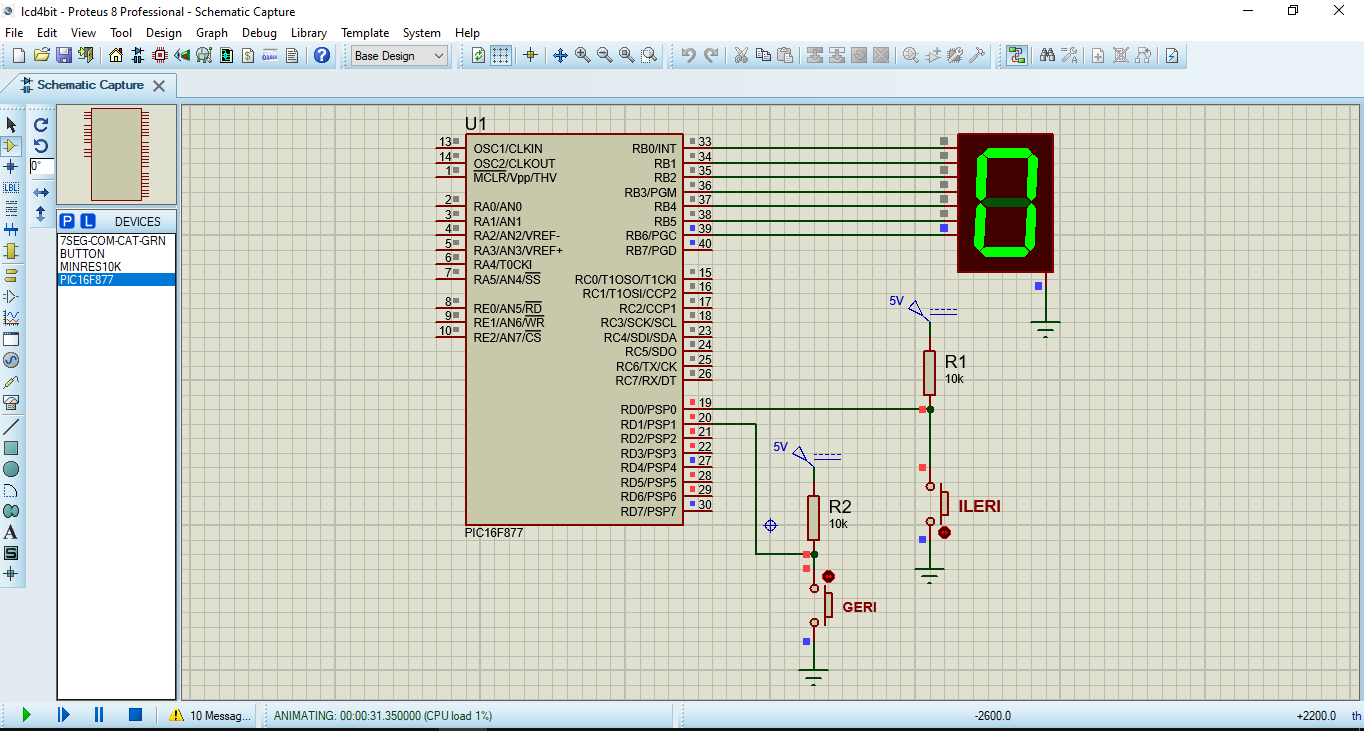 lcd4bit - Proteus 8 Professional - Schematic Capture
File Edit View Tool Design Graph Debug Library Template System Help
Base Design
Schematic Capture
0°
LBL
P L DEVICES
7SEG-COM-CAT-GRN
BUTTON
MINRES10K
PIC16F877
A
S
U1
13 OSC1/CLKIN
14 OSC2/CLKOUT
1 MCLR/Vpp/THV
2 RA0/AN0
3 RA1/AN1
4 RA2/AN2/VREF-
5 RA3/AN3/VREF+
6 RA4/T0CKI
7 RA5/AN4/SS
8 RE0/AN5/RD
9 RE1/AN6/WR
10 RE2/AN7/CS
RB0/INT 33
RB1 34
RB2 35
RB3/PGM 36
RB4 37
RB5 38
RB6/PGC 39
RB7/PGD 40
RC0/T1OSO/T1CKI 15
RC1/T1OSI/CCP2 16
RC2/CCP1 17
RC3/SCK/SCL 18
RC4/SDI/SDA 23
RC5/SDO 24
RC6/TX/CK 25
RC7/RX/DT 26
RD0/PSP0 19
RD1/PSP1 20
RD2/PSP2 21
RD3/PSP3 22
RD4/PSP4 27
RD5/PSP5 28
RD6/PSP6 29
RD7/PSP7 30
PIC16F877
0
5V
R1
10k
ILERI
5V
R2
10k
GERI
10 Messag...
ANIMATING: 00:00:31.350000 (CPU load 1%)
-2600.0
+2200.0 th